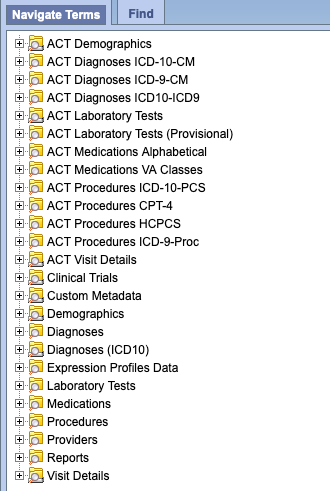 Navigate Terms
Find
ACT Demographics
ACT Diagnoses ICD-10-CM
ACT Diagnoses ICD-9-CM
ACT Diagnoses ICD10-ICD9
ACT Laboratory Tests
ACT Laboratory Tests (Provisional)
ACT Medications Alphabetical
ACT Medications VA Classes
ACT Procedures ICD-10-PCS
ACT Procedures CPT-4
ACT Procedures HCPCS
ACT Procedures ICD-9-Proc
ACT Visit Details
Clinical Trials
Custom Metadata
Demographics
Diagnoses
Diagnoses (ICD10)
Expression Profiles Data
Laboratory Tests
Medications
Procedures
Providers
Reports
Visit Details